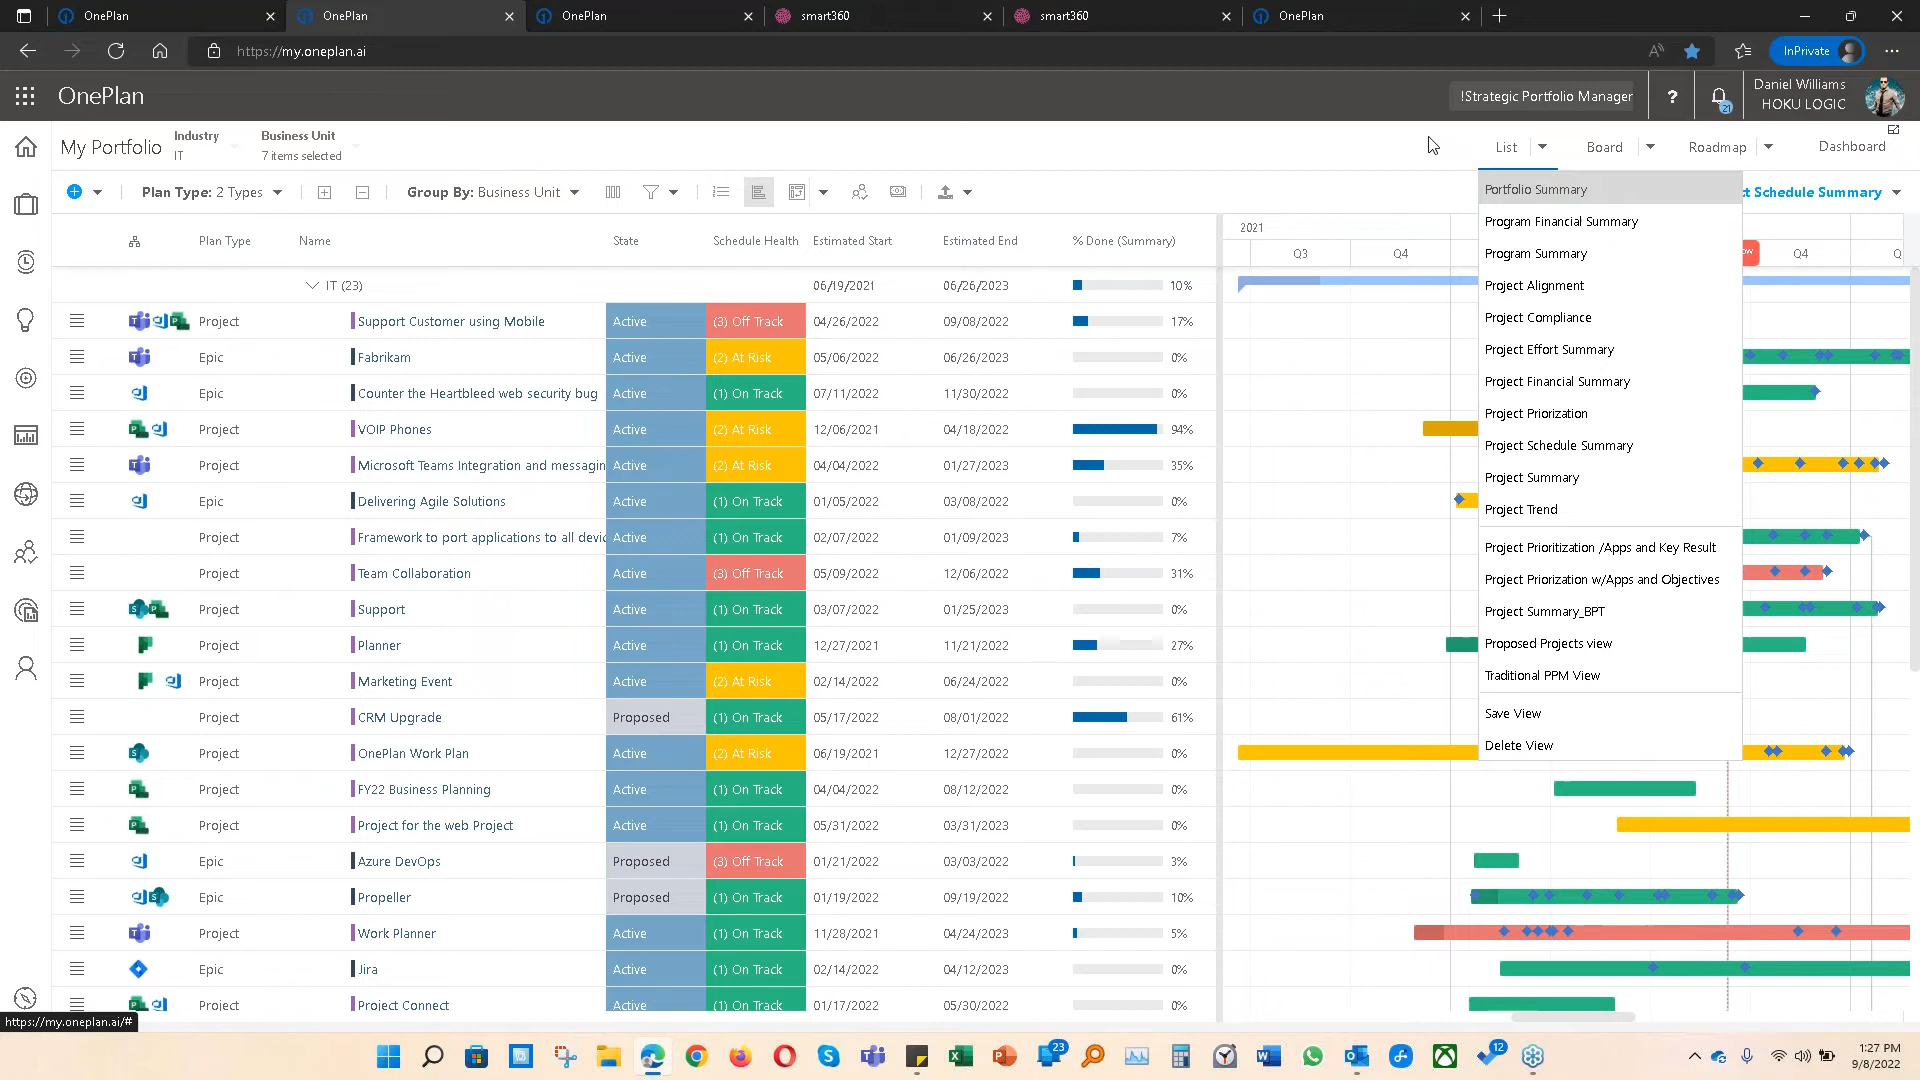 OnePlan
OnePlan
OnePlan
smart360
smart360
OnePlan
https://my.oneplan.ai
InPrivate
OnePlan
!Strategic Portfolio Manager
?
21
Daniel Williams
HOKU LOGIC
My Portfolio
Industry
IT
Business Unit
7 items selected
List
Board
Roadmap
Dashboard
Plan Type: 2 Types
Group By: Business Unit
t Schedule Summary
Plan Type Name State Schedule Health Estimated Start Estimated End % Done (Summary)
2021
Q3 Q4 Q4 Q
IT (23) 06/19/2021 06/26/2023 10%
Project Support Customer using Mobile Active (3) Off Track 04/26/2022 09/08/2022 17%
Epic Fabrikam Active (2) At Risk 05/06/2022 06/26/2023 0%
Epic Counter the Heartbleed web security bug Active (1) On Track 07/11/2022 11/30/2022 0%
Project VOIP Phones Active (2) At Risk 12/06/2021 04/18/2022 94%
Project Microsoft Teams Integration and messagin Active (2) At Risk 04/04/2022 01/27/2023 35%
Epic Delivering Agile Solutions Active (1) On Track 01/05/2022 03/08/2022 0%
Project Framework to port applications to all devic Active (1) On Track 02/07/2022 01/09/2023 7%
Project Team Collaboration Active (3) Off Track 05/09/2022 12/06/2022 31%
Project Support Active (1) On Track 03/07/2022 01/25/2023 0%
Project Planner Active (1) On Track 12/27/2021 11/21/2022 27%
Project Marketing Event Active (2) At Risk 02/14/2022 06/24/2022 0%
Project CRM Upgrade Proposed (1) On Track 05/17/2022 08/01/2022 61%
Project OnePlan Work Plan Active (2) At Risk 06/19/2021 12/27/2022 0%
Project FY22 Business Planning Active (1) On Track 04/04/2022 08/12/2022 0%
Project Project for the web Project Active (1) On Track 05/31/2022 03/31/2023 0%
Epic Azure DevOps Proposed (3) Off Track 01/21/2022 03/03/2022 3%
Epic Propeller Proposed (1) On Track 01/19/2022 09/19/2022 10%
Project Work Planner Active (1) On Track 11/28/2021 04/24/2023 5%
Epic Jira Active (1) On Track 02/14/2022 04/12/2023 0%
Project Project Connect Active (1) On Track 01/17/2022 05/30/2022 0%
Portfolio Summary
Program Financial Summary
Program Summary
Project Alignment
Project Compliance
Project Effort Summary
Project Financial Summary
Project Priorization
Project Schedule Summary
Project Summary
Project Trend
Project Prioritization /Apps and Key Result
Project Priorization w/Apps and Objectives
Project Summary_BPT
Proposed Projects view
Traditional PPM View
Save View
Delete View
https://my.oneplan.ai/#
23
12
1:27 PM
9/8/2022